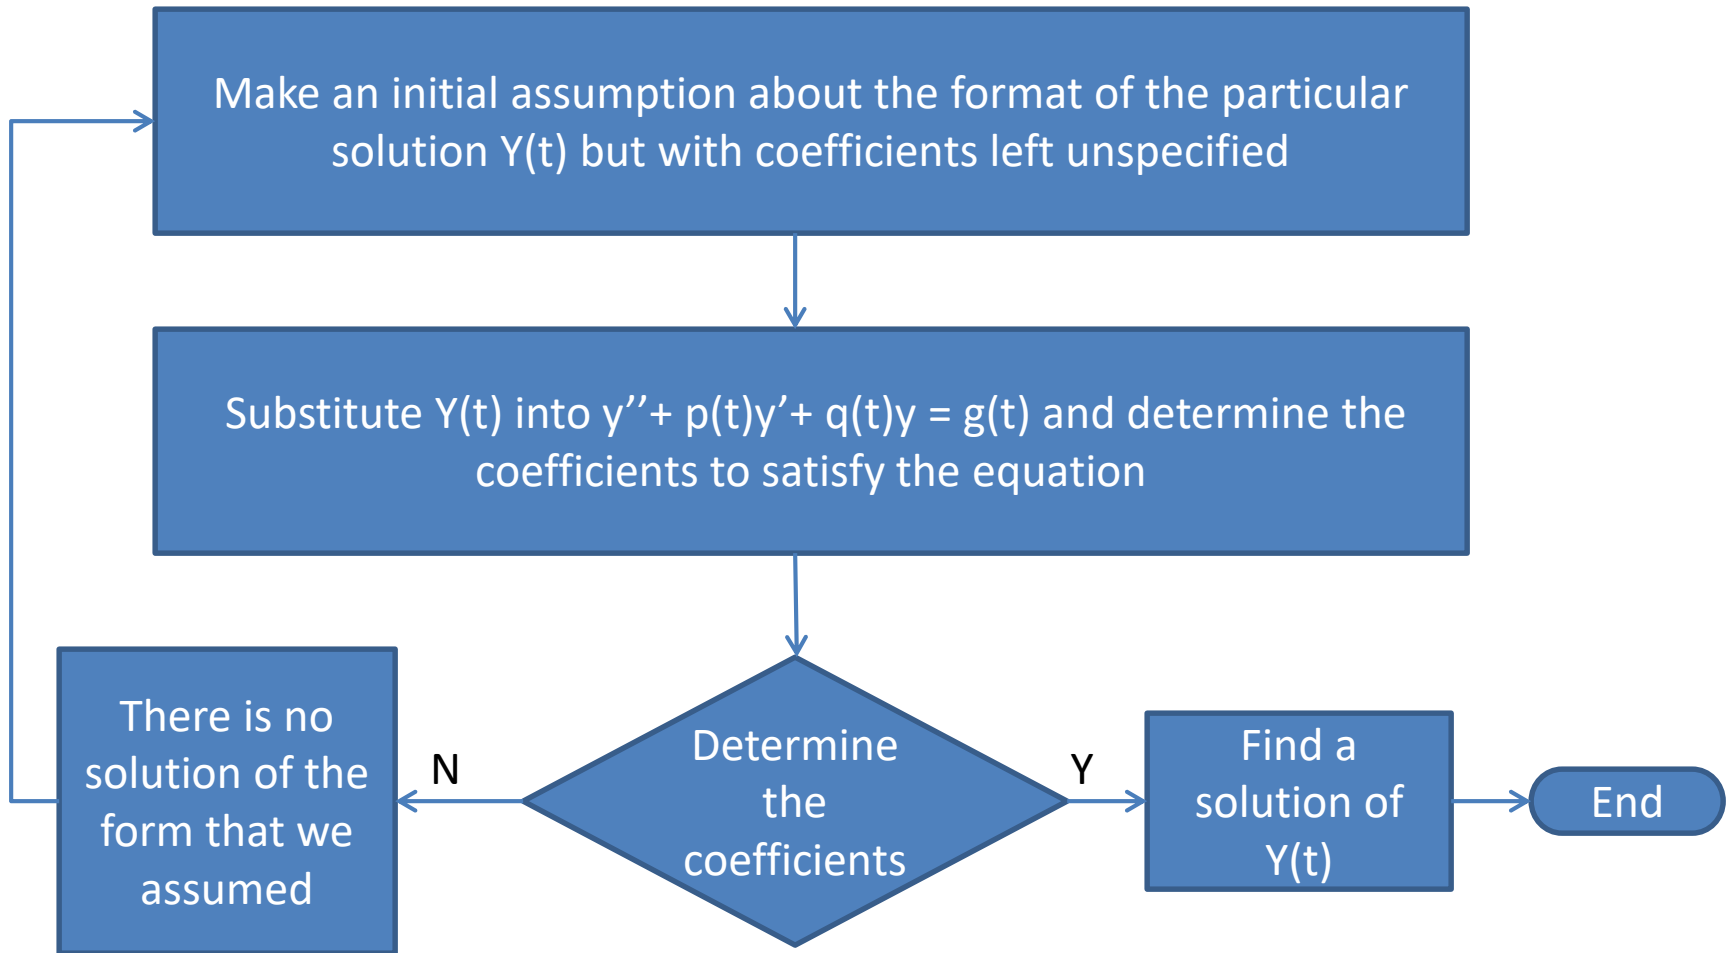 Make an initial assumption about the format of the particular
solution Y(t) but with coefficients left unspecified
Substitute Y(t) into y’’+ p(t)y’+ q(t)y = g(t) and determine the
coefficients to satisfy the equation
There is no
solution of the
form that we
assumed
N
Determine
the
coefficients
Y
Find a
solution of
Y(t)
End